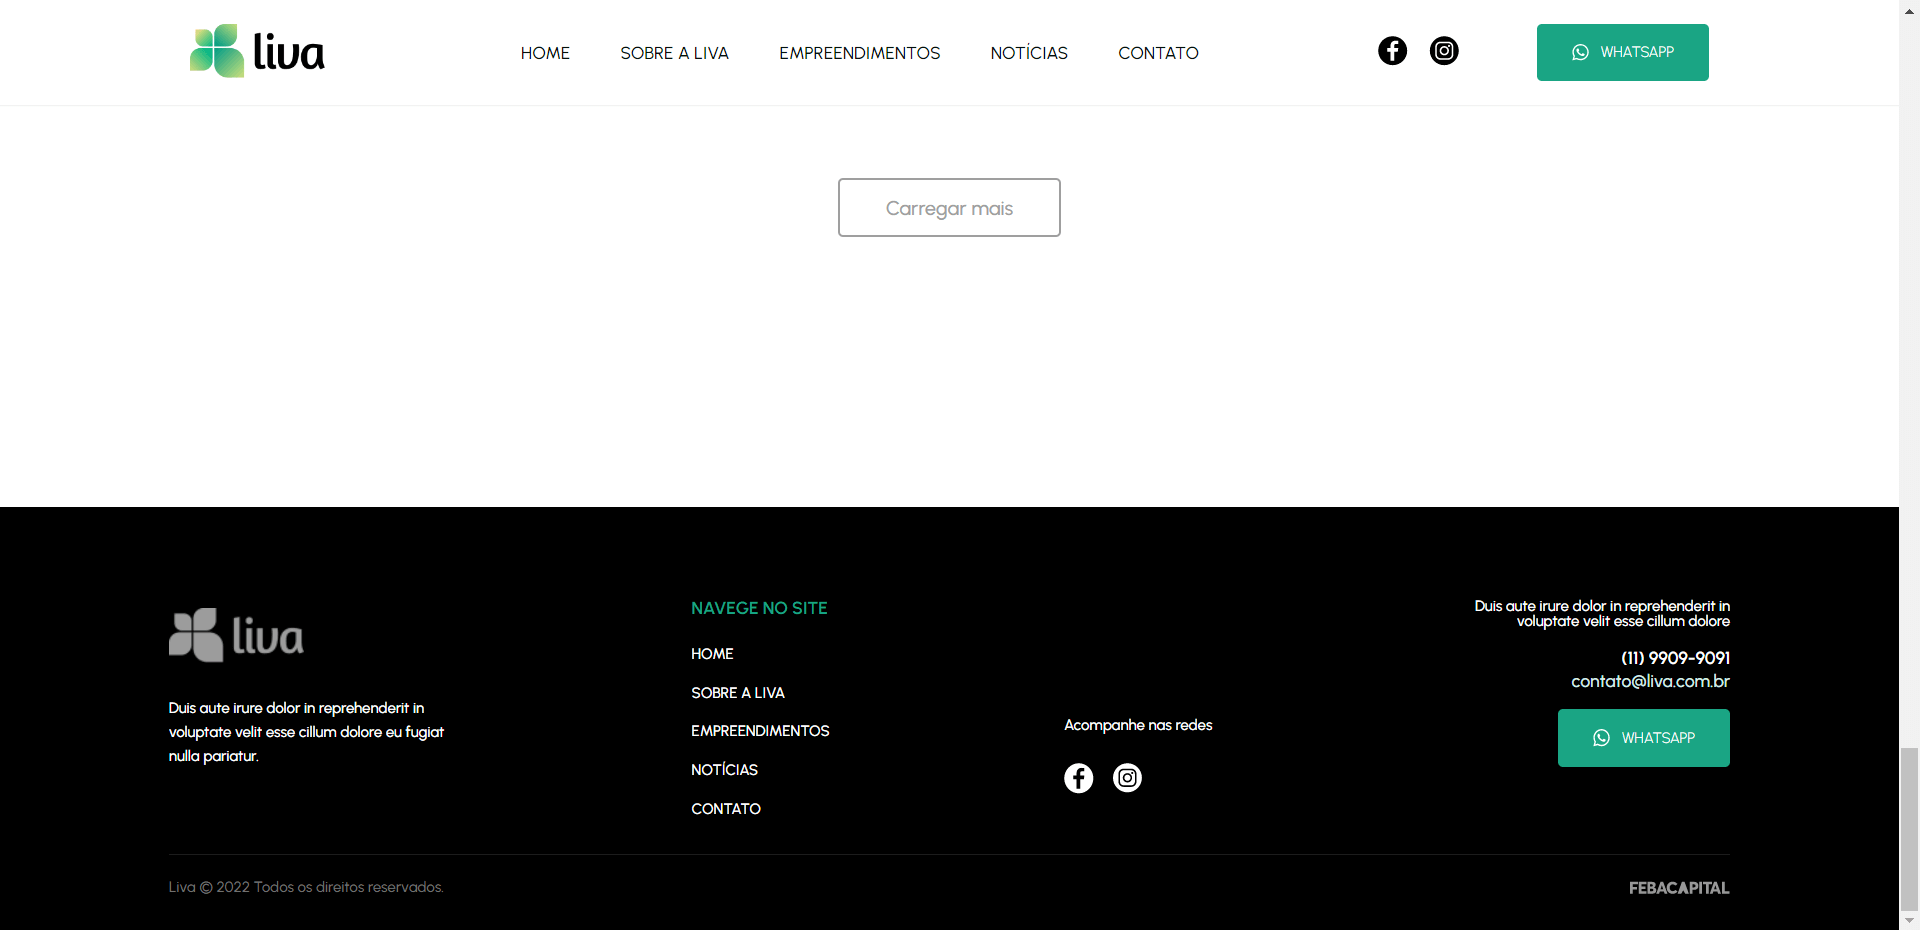 liva
HOME
SOBRE A LIVA
EMPREENDIMENTOS
NOTÍCIAS
CONTATO
WHATSAPP
Carregar mais
liva
Duis aute irure dolor in reprehenderit in
voluptate velit esse cillum dolore eu fugiat
nulla pariatur.
NAVEGE NO SITE
HOME
SOBRE A LIVA
EMPREENDIMENTOS
NOTÍCIAS
CONTATO
Acompanhe nas redes
Duis aute irure dolor in reprehenderit in
voluptate velit esse cillum dolore
(11) 9909-9091
contato@liva.com.br
WHATSAPP
Liva © 2022 Todos os direitos reservados.
FEBACAPITAL